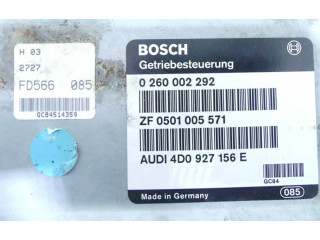 H 03
2727
FD566 085
GCB4514359
BOSCH
Getriebesteuerung
0 260 002 292
ZF 0501 005 571
AUDI 4D0 927 156 E
Made in Germany
GC84
085